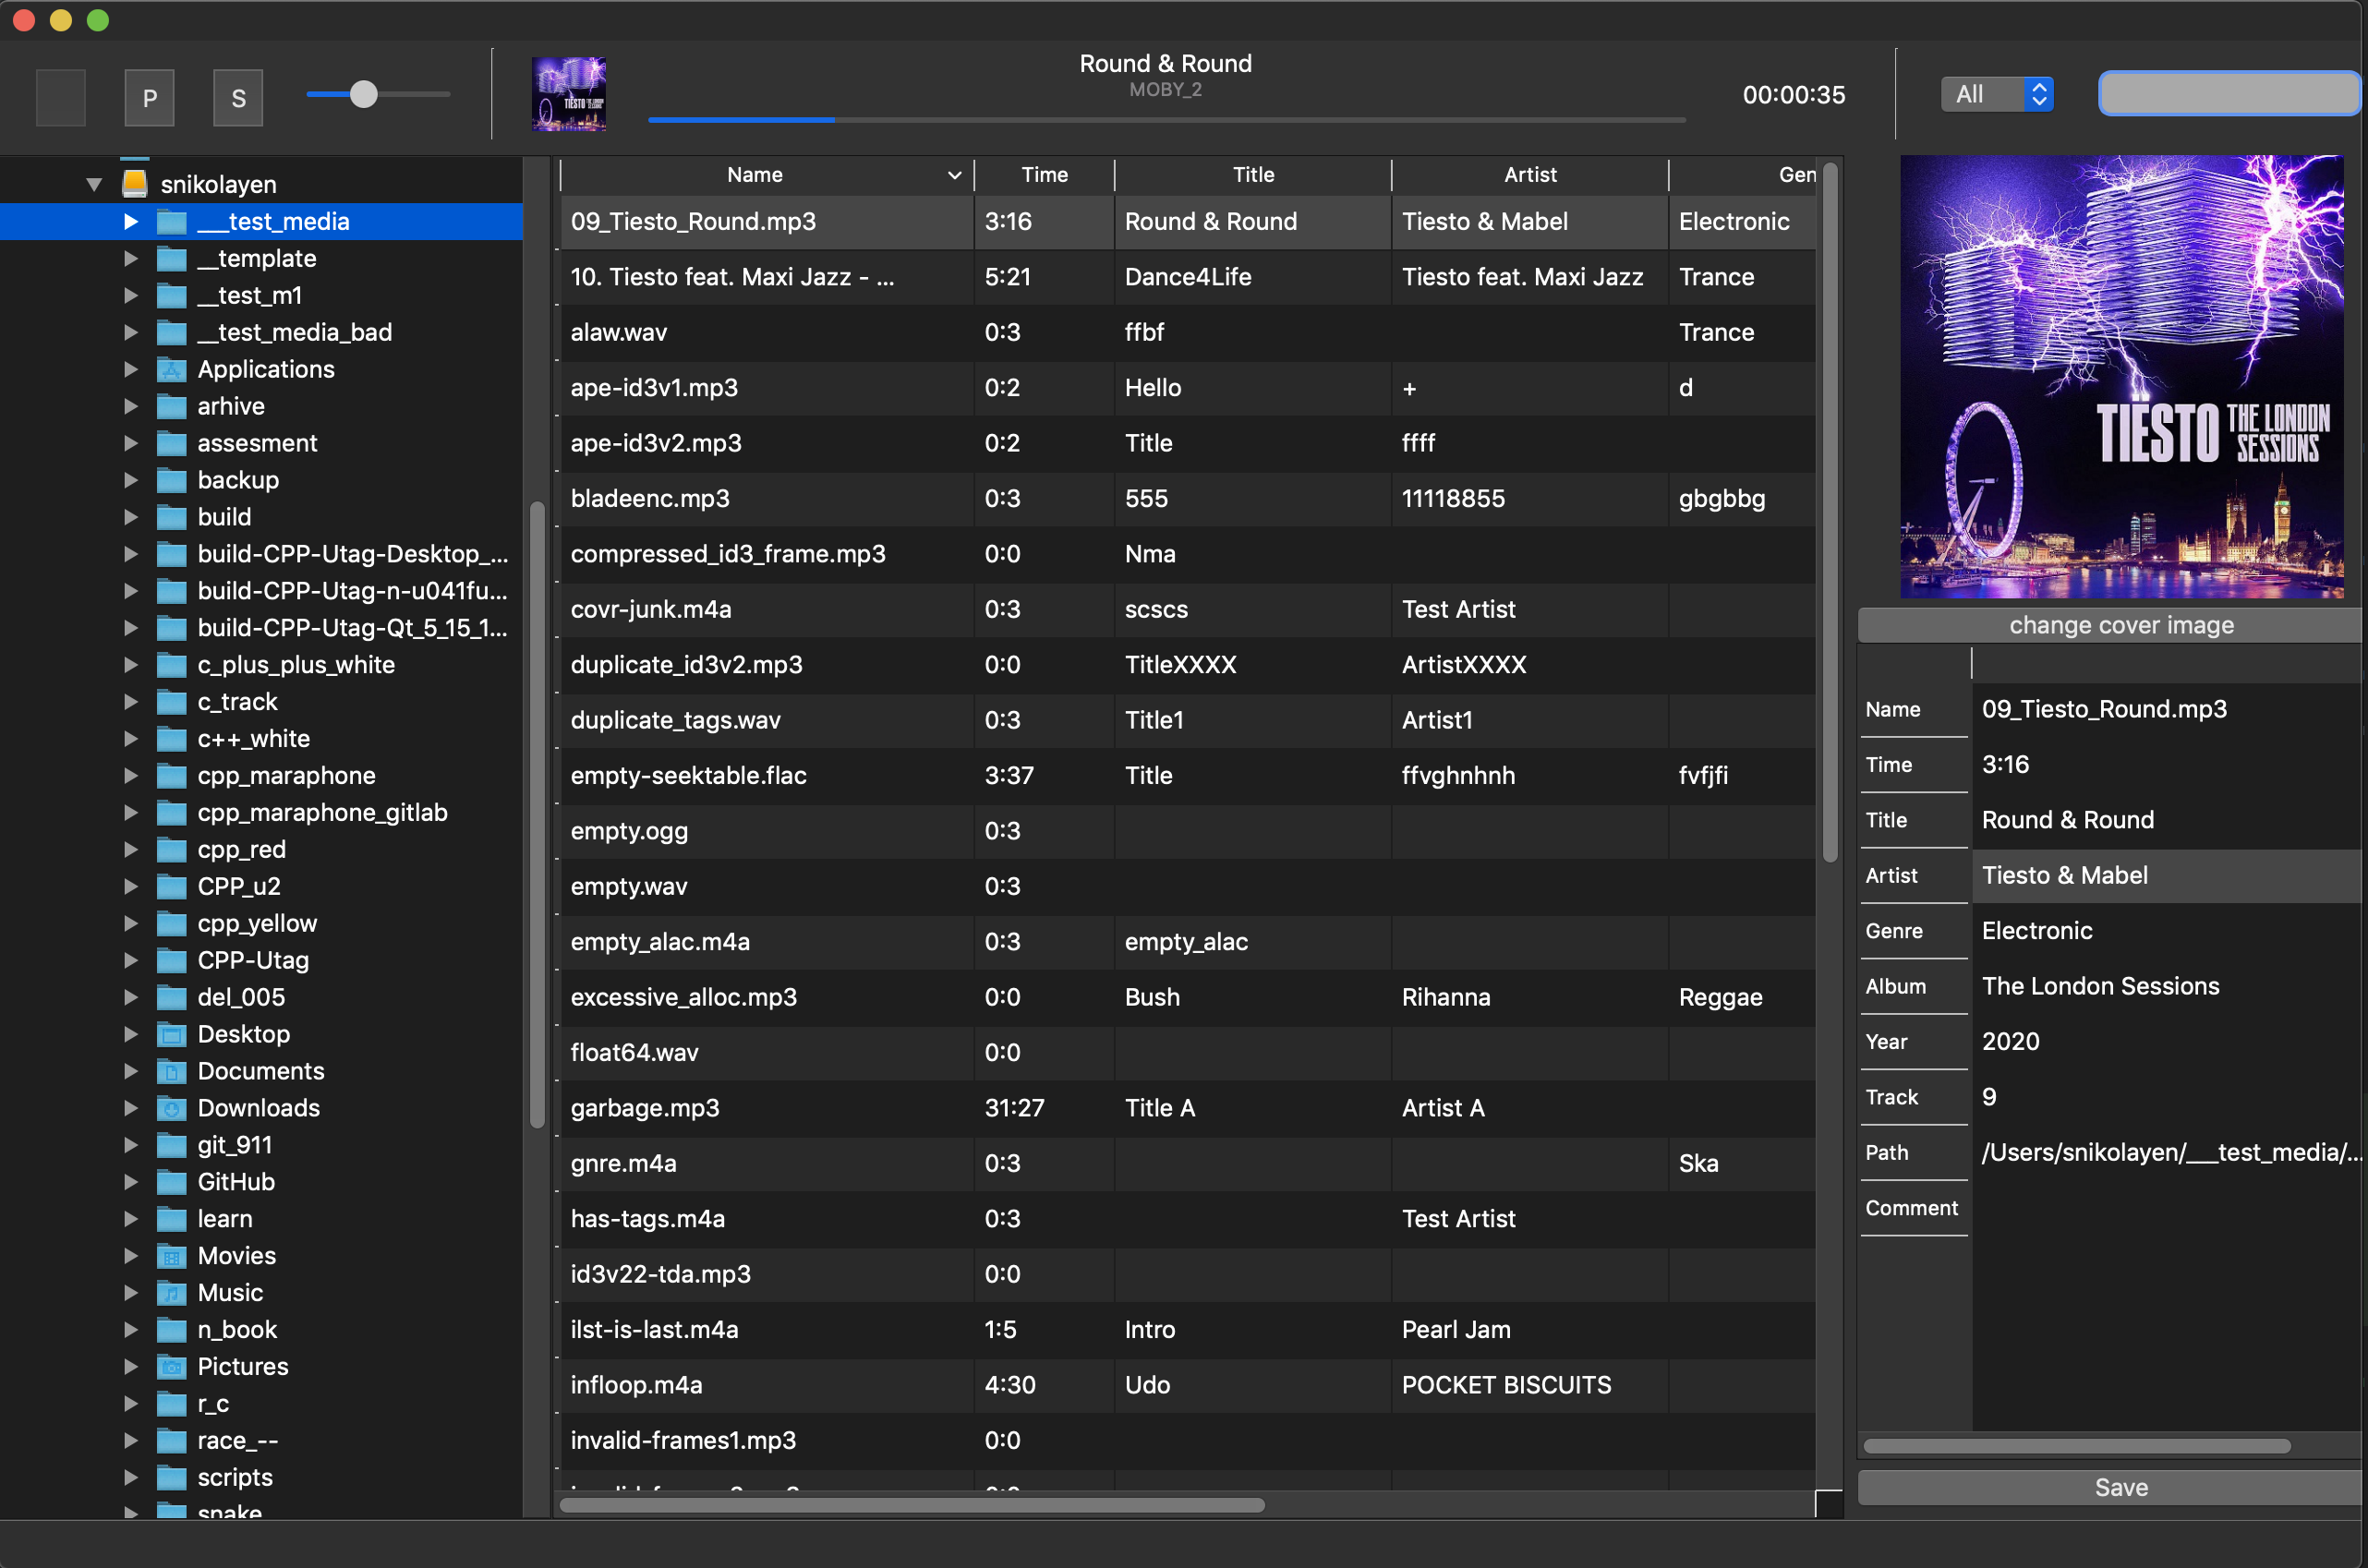 Round & Round
MOBY_2
P
S
TIËSTO THE LONDON SESSIONS
00:00:35
All
snikolayen
___test_media
__template
__test_m1
__test_media_bad
Applications
arhive
assesment
backup
build
build-CPP-Utag-Desktop_...
build-CPP-Utag-n-u041fu...
build-CPP-Utag-Qt_5_15_1...
c_plus_plus_white
c_track
c++_white
cpp_maraphone
cpp_maraphone_gitlab
cpp_red
CPP_u2
cpp_yellow
CPP-Utag
del_005
Desktop
Documents
Downloads
git_911
GitHub
learn
Movies
Music
n_book
Pictures
r_c
race_--
scripts
snake
Name Time Title Artist Gen
09_Tiesto_Round.mp3 3:16 Round & Round Tiesto & Mabel Electronic
10. Tiesto feat. Maxi Jazz - ... 5:21 Dance4Life Tiesto feat. Maxi Jazz Trance
alaw.wav 0:3 ffbf Trance
ape-id3v1.mp3 0:2 Hello + d
ape-id3v2.mp3 0:2 Title ffff
bladeenc.mp3 0:3 555 11118855 gbgbbg
compressed_id3_frame.mp3 0:0 Nma
covr-junk.m4a 0:3 scscs Test Artist
duplicate_id3v2.mp3 0:0 TitleXXXX ArtistXXXX
duplicate_tags.wav 0:3 Title1 Artist1
empty-seektable.flac 3:37 Title ffvghnhnh fvfjfi
empty.ogg 0:3
empty.wav 0:3
empty_alac.m4a 0:3 empty_alac
excessive_alloc.mp3 0:0 Bush Rihanna Reggae
float64.wav 0:0
garbage.mp3 31:27 Title A Artist A
gnre.m4a 0:3 Ska
has-tags.m4a 0:3 Test Artist
id3v22-tda.mp3 0:0
ilst-is-last.m4a 1:5 Intro Pearl Jam
infloop.m4a 4:30 Udo POCKET BISCUITS
invalid-frames1.mp3 0:0
TIËSTO THE LONDON
SESSIONS
change cover image
Name 09_Tiesto_Round.mp3
Time 3:16
Title Round & Round
Artist Tiesto & Mabel
Genre Electronic
Album The London Sessions
Year 2020
Track 9
Path /Users/snikolayen/___test_media/...
Comment
Save